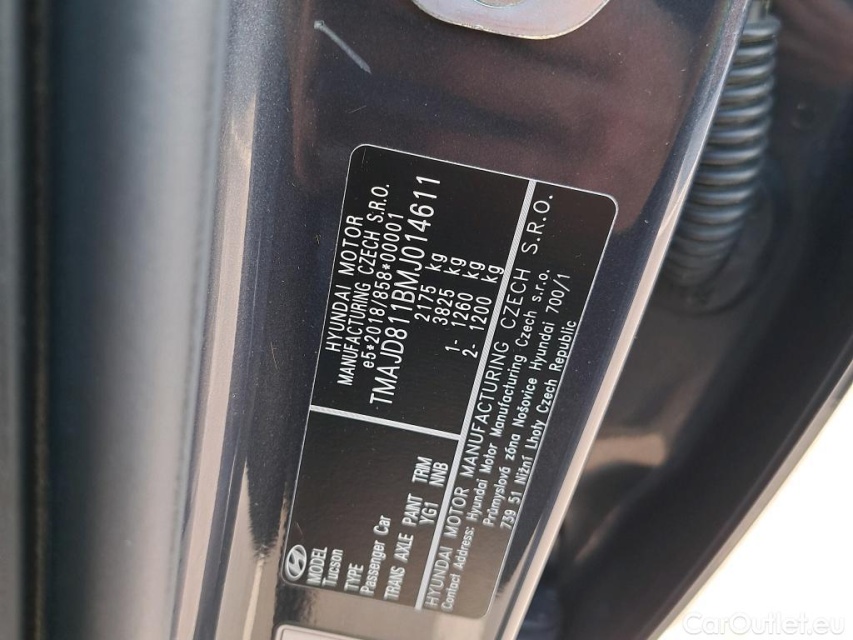 HYUNDAI MOTOR
MANUFACTURING CZECH S.R.O.
e5*2018/858*00001
TMAJD811BMJ014611
2175 kg
3825 kg
1- 1260 kg
2- 1200 kg
MODEL
Tucson
TYPE
Passenger Car
TRANS AXLE PAINT TRIM
YG1 NNB
HYUNDAI MOTOR MANUFACTURING CZECH S.R.O.
Contact Address: Hyundai Motor Manufacturing Czech s.r.o.
Průmyslová zóna Nošovice Hyundai 700/1
739 51 Nižní Lhoty Czech Republic
CarOutlet.eu